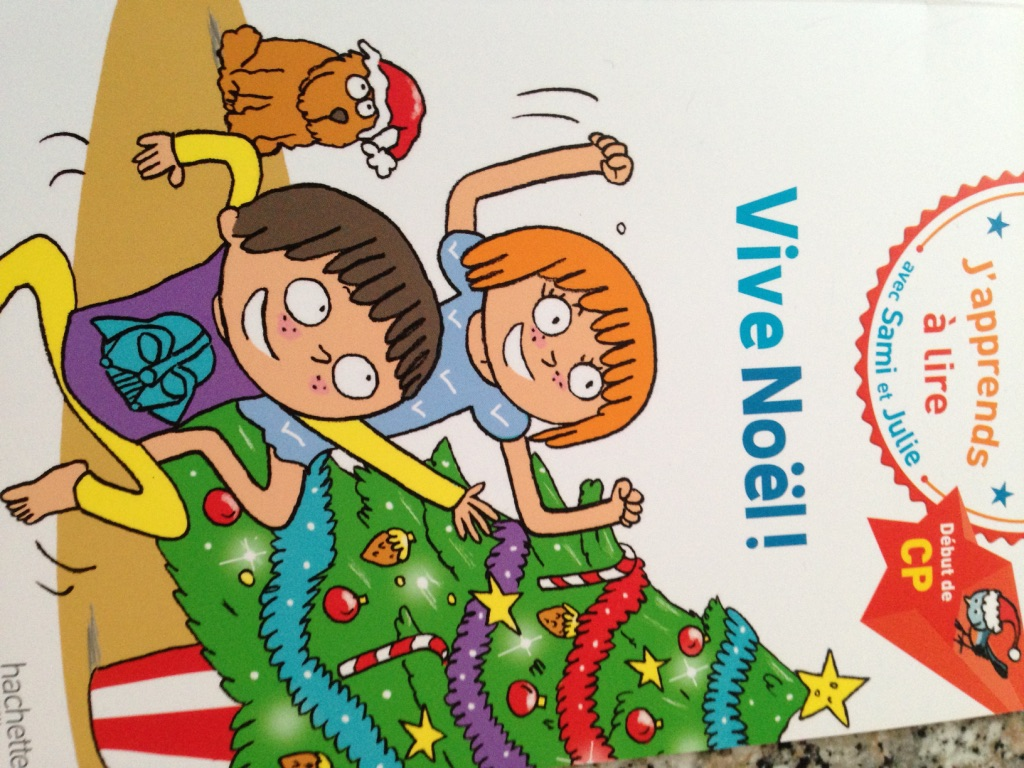 J'apprends
à lire
avec Sami et Julie
Début de
CP
Vive Noël !
hachette